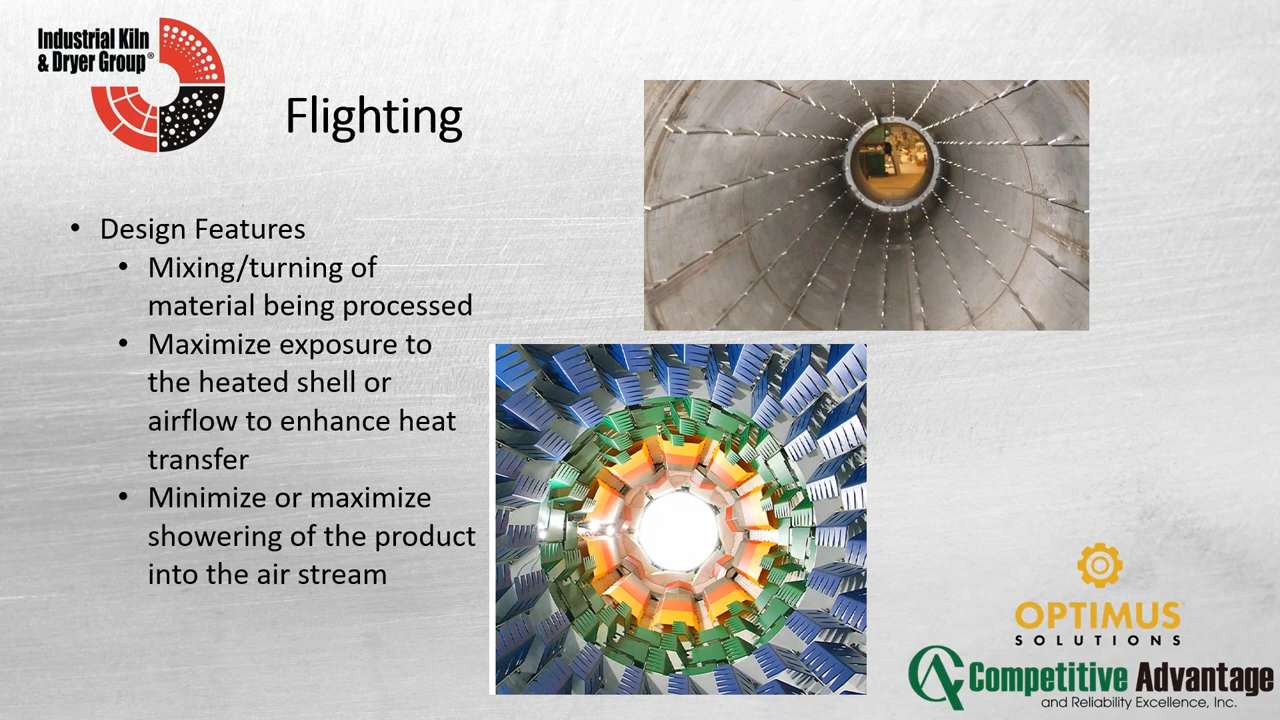 Industrial Kiln
& Dryer Group®
Flighting
• Design Features
• Mixing/turning of
material being processed
• Maximize exposure to
the heated shell or
airflow to enhance heat
transfer
• Minimize or maximize
showering of the product
into the air stream
OPTIMUS
SOLUTIONS
Competitive Advantage
and Reliability Excellence, Inc.